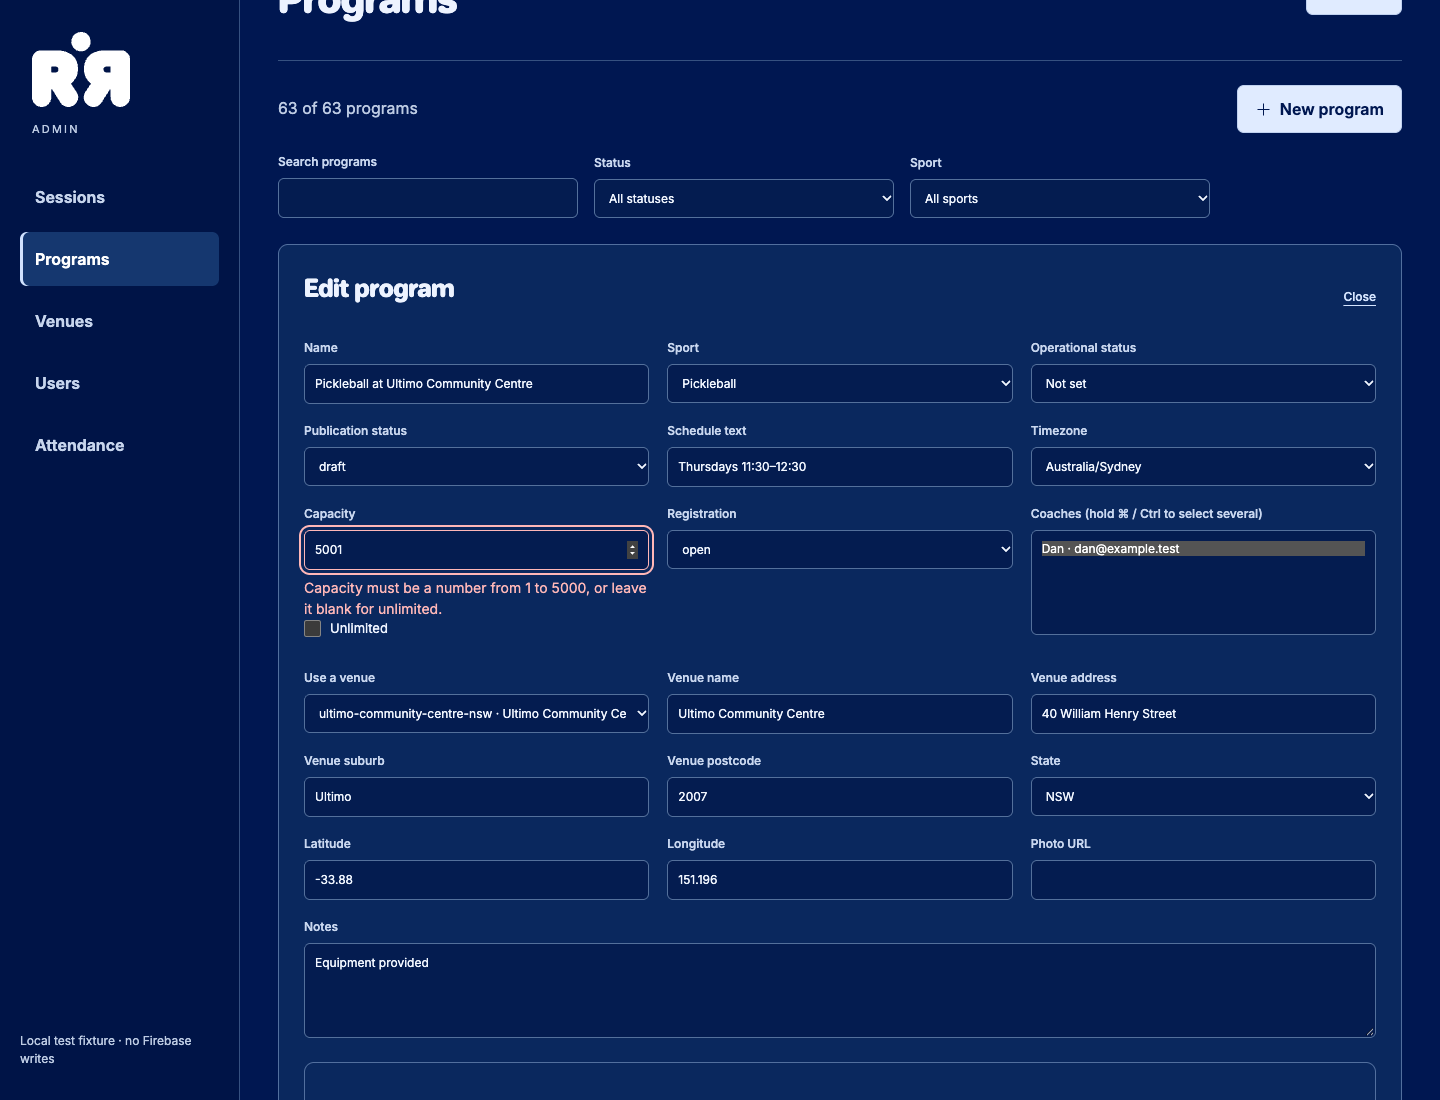 RR
ADMIN
Sessions
Programs
Venues
Users
Attendance
Local test fixture · no Firebase
writes
Programs
63 of 63 programs
+ New program
Search programs
Status
Sport
All statuses
All sports
Edit program
Close
Name
Sport
Operational status
Pickleball at Ultimo Community Centre
Pickleball
Not set
Publication status
Schedule text
Timezone
draft
Thursdays 11:30–12:30
Australia/Sydney
Capacity
Registration
Coaches (hold ⌘ / Ctrl to select several)
5001
open
Dan · dan@example.test
Capacity must be a number from 1 to 5000, or leave
it blank for unlimited.
Unlimited
Use a venue
Venue name
Venue address
ultimo-community-centre-nsw · Ultimo Community Ce
Ultimo Community Centre
40 William Henry Street
Venue suburb
Venue postcode
State
Ultimo
2007
NSW
Latitude
Longitude
Photo URL
-33.88
151.196
Notes
Equipment provided